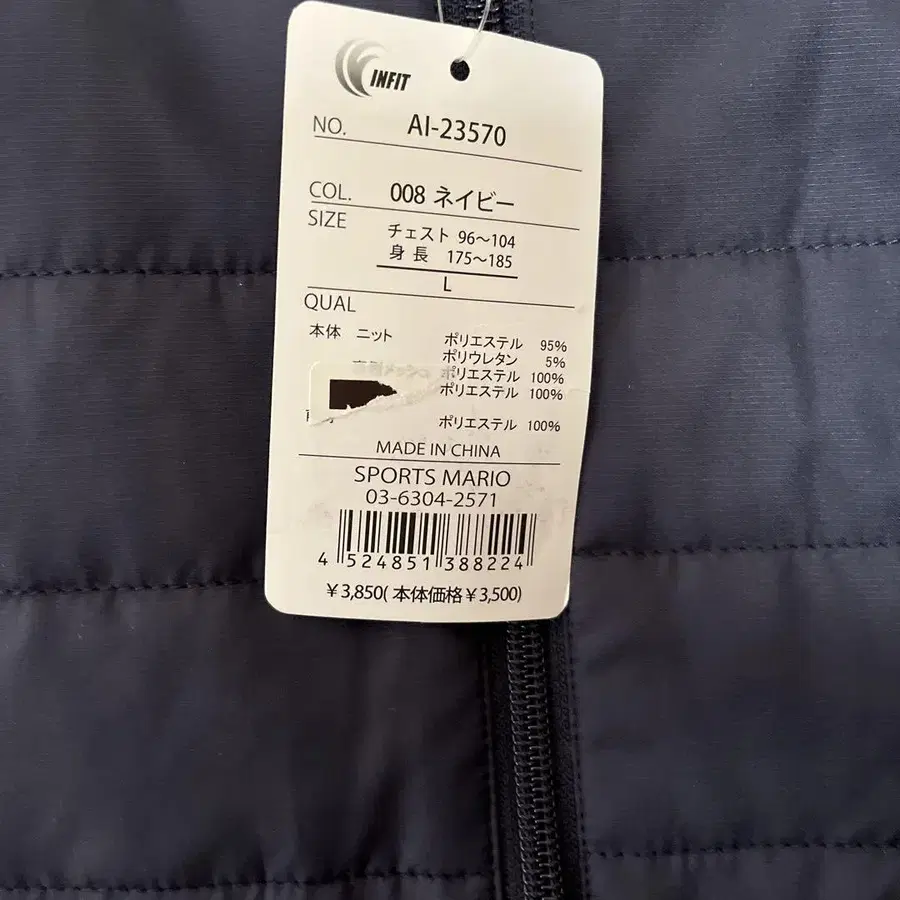 INFIT
NO. AI-23570
COL. 008 ネイビー
SIZE
チェスト 96～104
身長 175～185
L
QUAL
本体 ニット ポリエステル 95%
ポリウレタン 5%
メッシュ ポリエステル 100%
ポリエステル 100%
ポリエステル 100%
MADE IN CHINA
SPORTS MARIO
03-6304-2571
4 524851 388224
￥3,850(本体価格￥3,500)